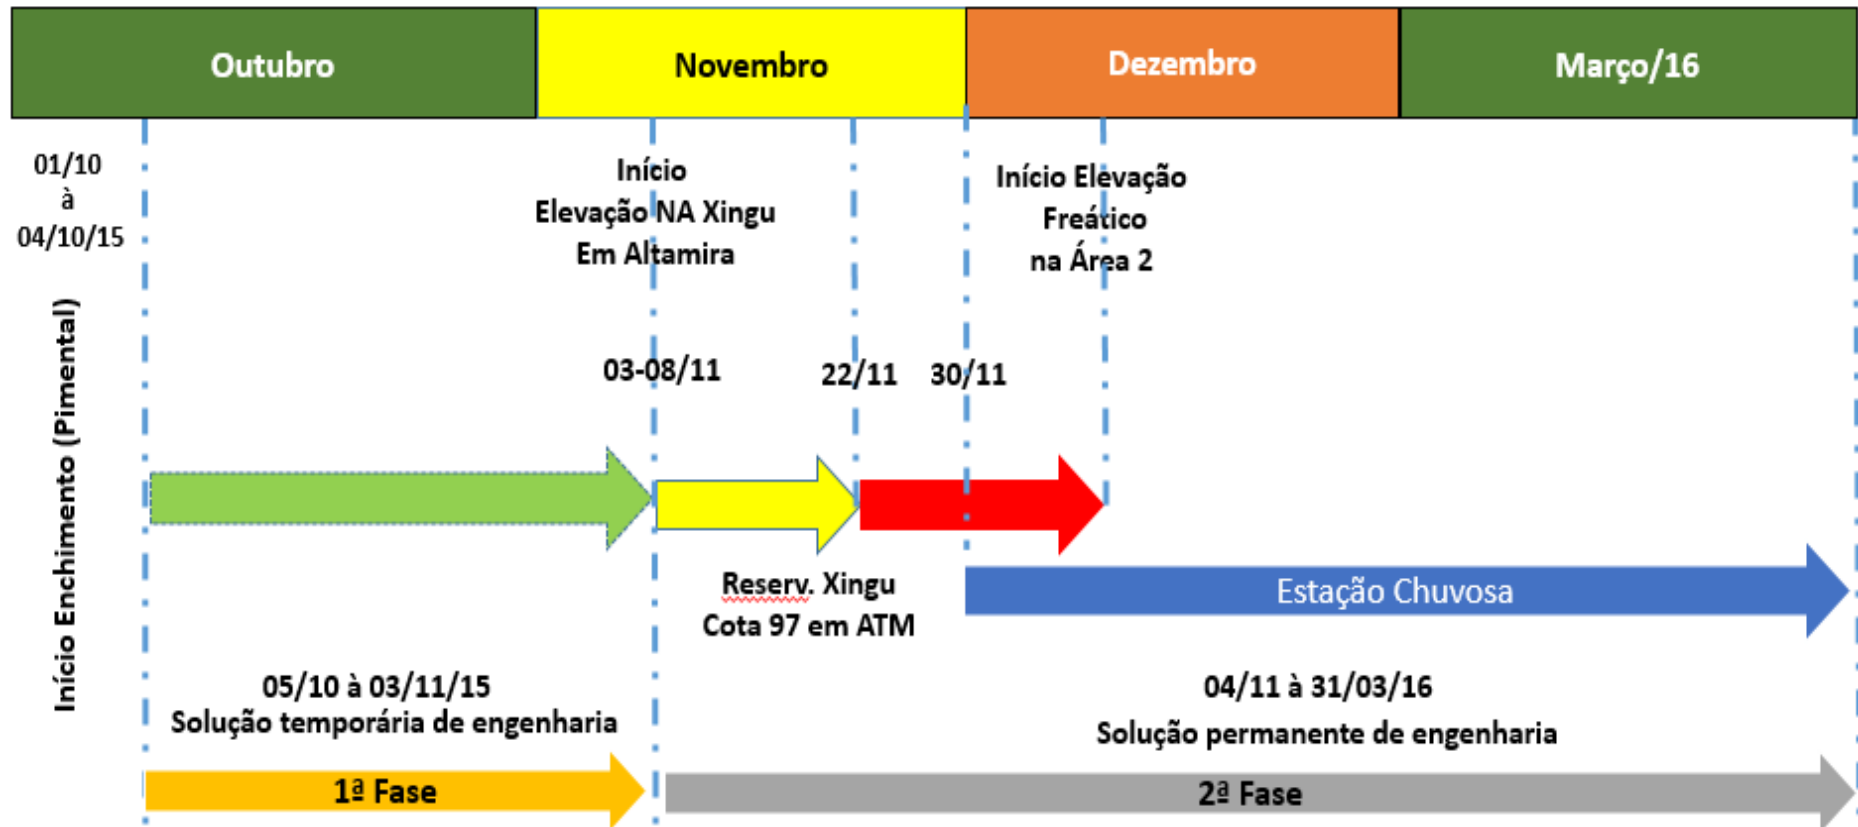 Outubro
Novembro
Dezembro
Março/16
01/10
à
04/10/15
Início Enchimento (Pimental)
Início
Elevação NA Xingu
Em Altamira
Início Elevação
Freático
na Área 2
03-08/11
22/11
30/11
Reserv. Xingu
Cota 97 em ATM
Estação Chuvosa
05/10 à 03/11/15
Solução temporária de engenharia
04/11 à 31/03/16
Solução permanente de engenharia
1ª Fase
2ª Fase